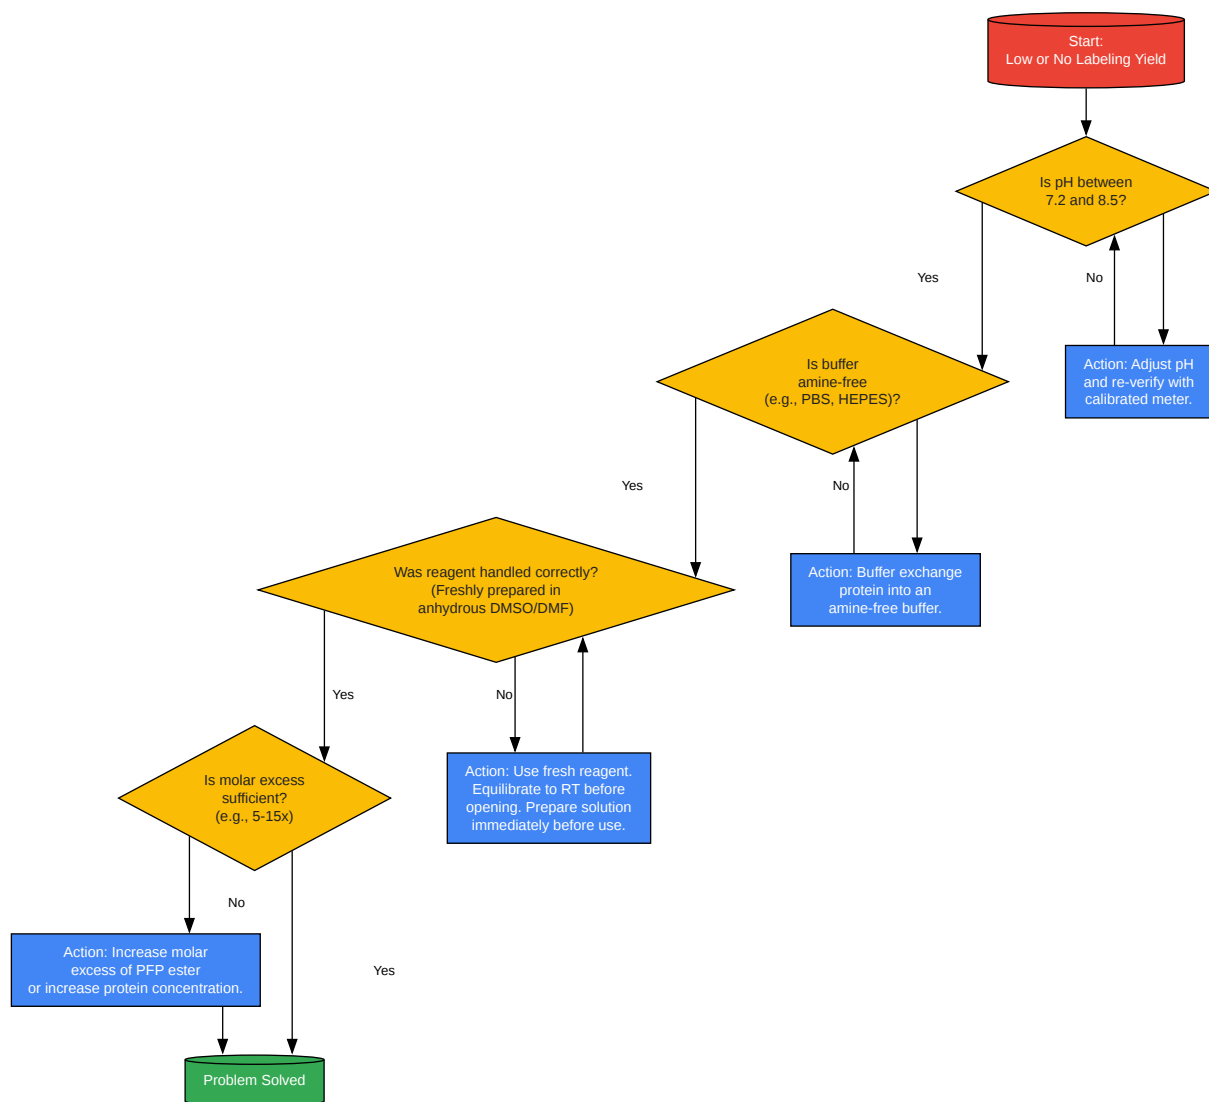 Start:
Low or No Labeling Yield
Is pH between
7.2 and 8.5?
Yes
No
Action: Adjust pH
and re-verify with
calibrated meter.
Is buffer
amine-free
(e.g., PBS, HEPES)?
Yes
No
Action: Buffer exchange
protein into an
amine-free buffer.
Was reagent handled correctly?
(Freshly prepared in
anhydrous DMSO/DMF)
Yes
No
Action: Use fresh reagent.
Equilibrate to RT before
opening. Prepare solution
immediately before use.
Is molar excess
sufficient?
(e.g., 5-15x)
No
Yes
Action: Increase molar
excess of PFP ester
or increase protein concentration.
Problem Solved